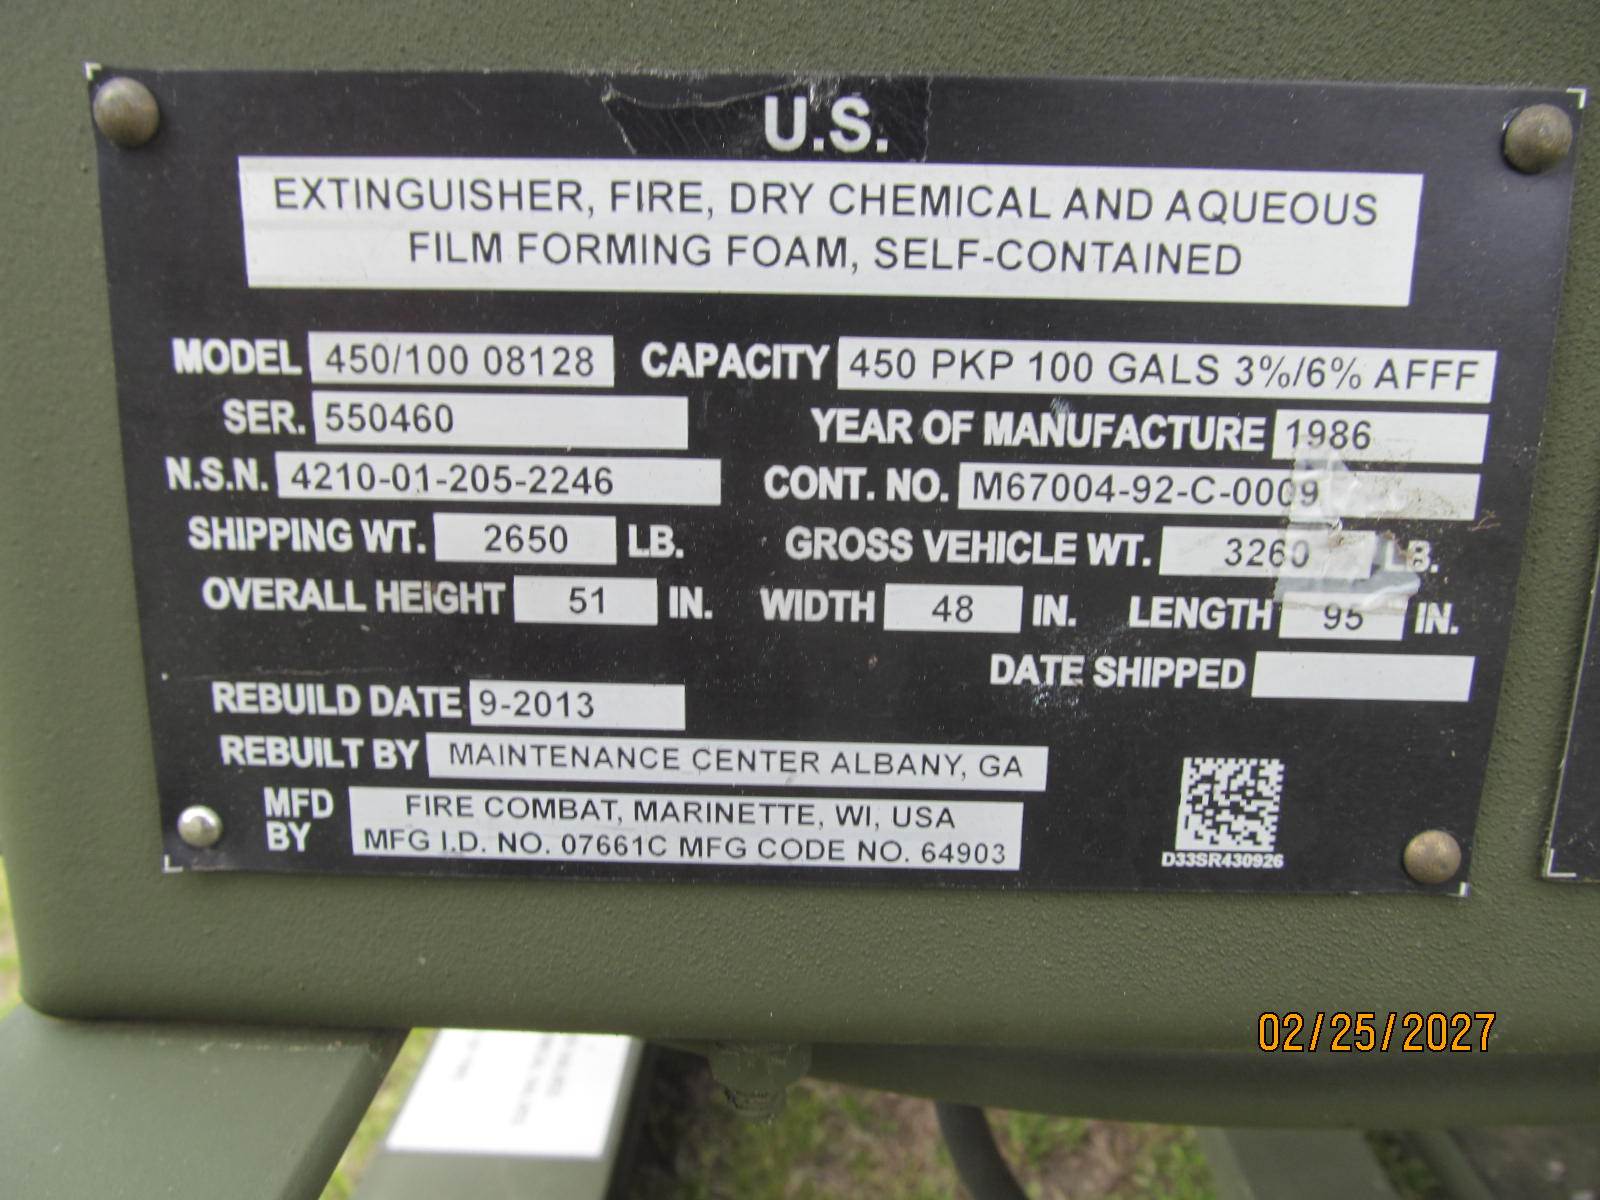 U.S.
EXTINGUISHER, FIRE, DRY CHEMICAL AND AQUEOUS
FILM FORMING FOAM, SELF-CONTAINED
MODEL 450/100 08128 CAPACITY 450 PKP 100 GALS 3%/6% AFFF
SER. 550460 YEAR OF MANUFACTURE 1986
N.S.N. 4210-01-205-2246 CONT. NO. M67004-92-C-0009
SHIPPING WT. 2650 LB. GROSS VEHICLE WT. 3260 LB.
OVERALL HEIGHT 51 IN. WIDTH 48 IN. LENGTH 95 IN.
DATE SHIPPED
REBUILD DATE 9-2013
REBUILT BY MAINTENANCE CENTER ALBANY, GA
MFD BY FIRE COMBAT, MARINETTE, WI, USA
MFG I.D. NO. 07661C MFG CODE NO. 64903
D33SR430926
02/25/2027